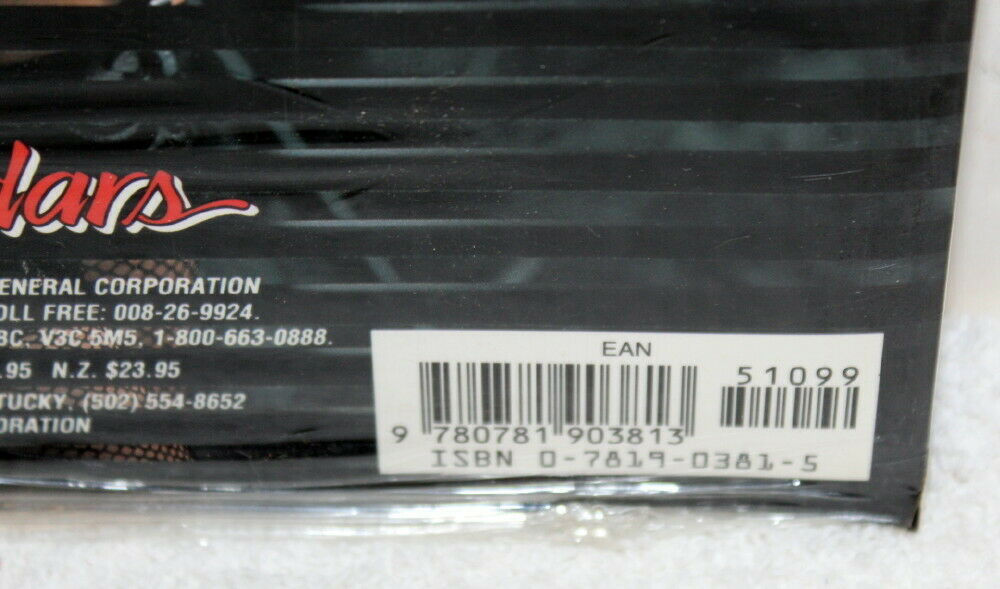 dars
ENERAL CORPORATION
OLL FREE: 008-26-9924.
BC, V3C 5M5, 1-800-663-0888.
.95 N.Z. $23.95
TUCKY, (502) 554-8652
ORATION
EAN
51099
9 780781 903813
ISBN 0-7819-0381-5